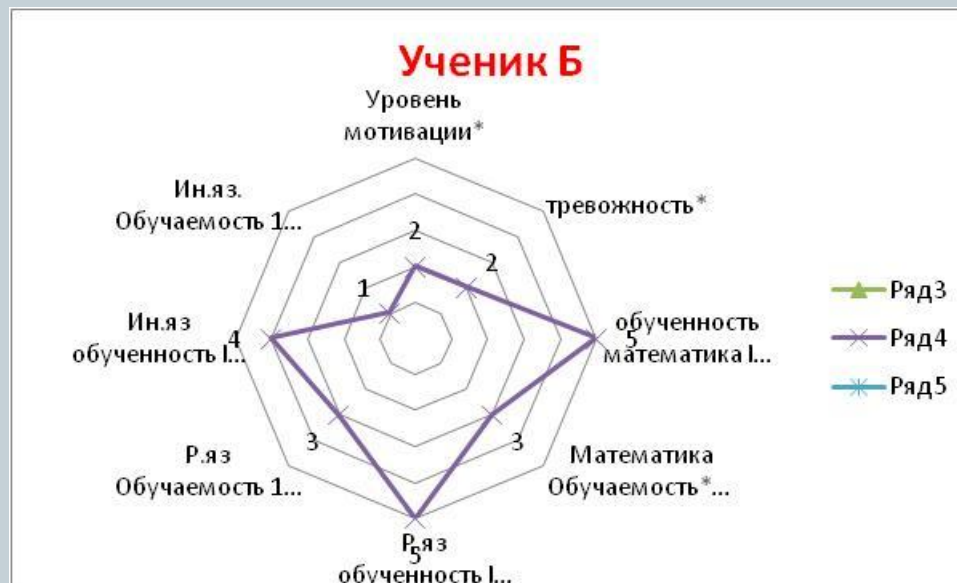 Ученик Б
Уровень
мотивации*
тревожность*
обученность
математика I...
Математика
Обучаемость*...
Р.яз
обученность I...
Р.яз
Обучаемость 1...
Ин.яз
обученность I...
Ин.яз.
Обучаемость 1...
2
2
5
3
5
3
4
1
Ряд3
Ряд4
Ряд5